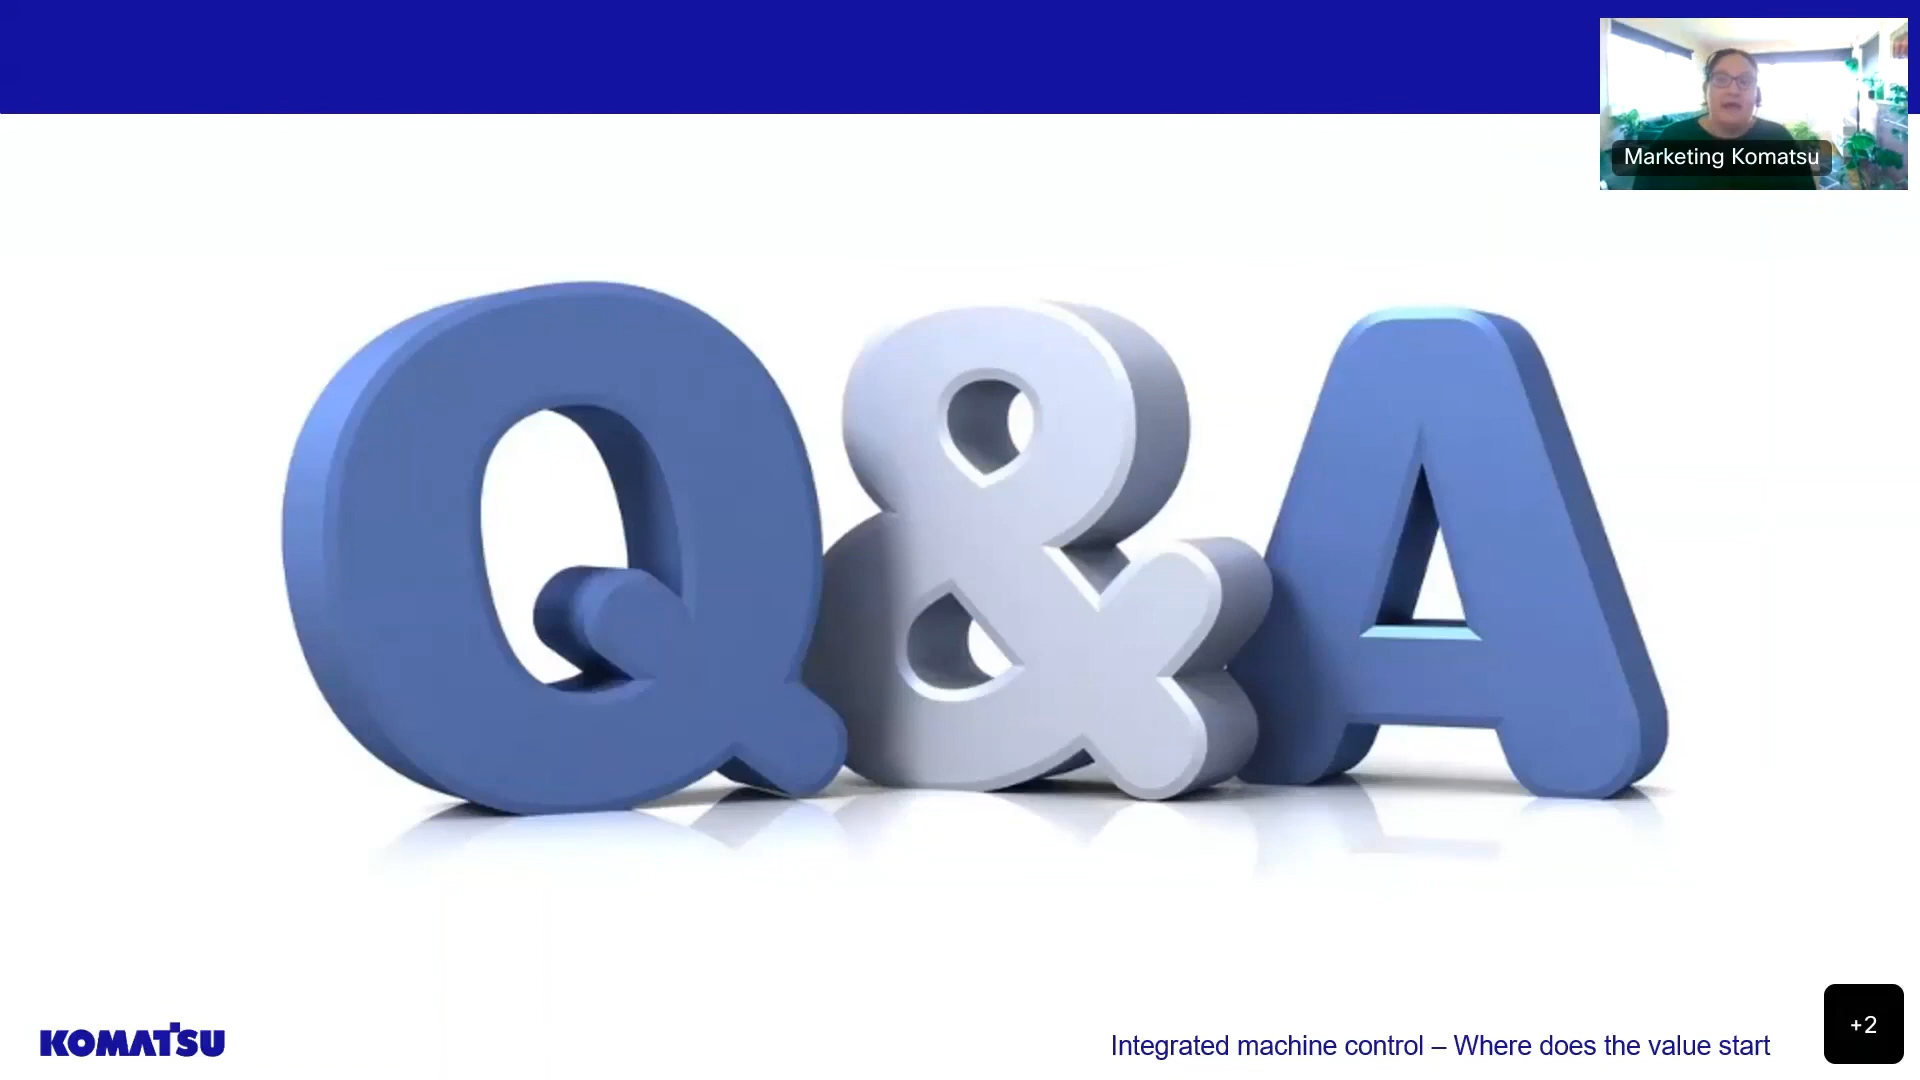 Marketing Komatsu
Q&A
KOMATSU
Integrated machine control – Where does the value start
+2